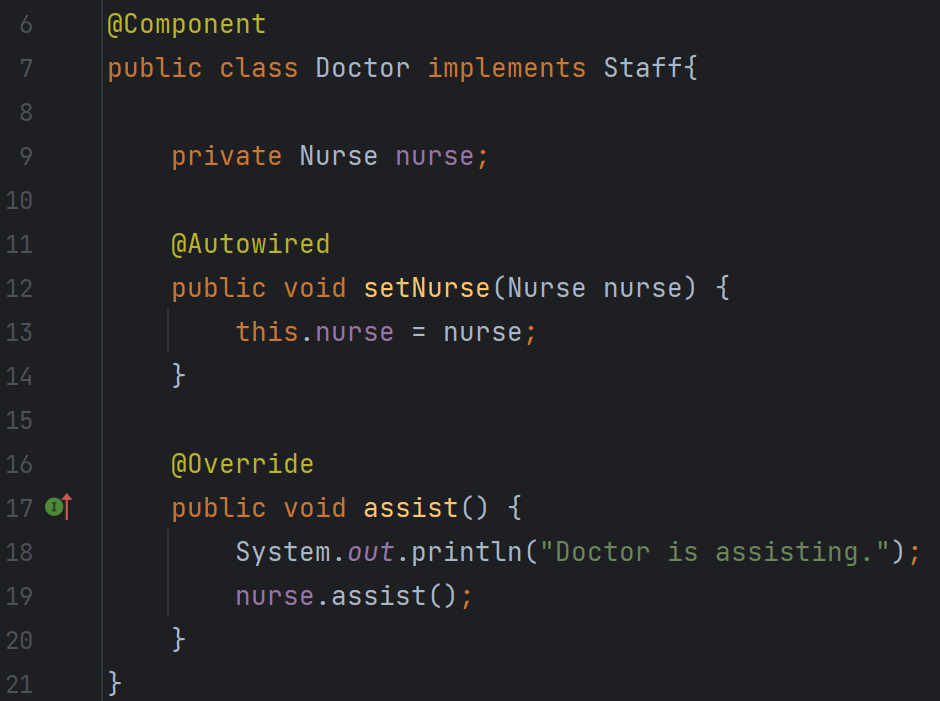 6 @Component
7 public class Doctor implements Staff{
8
9 private Nurse nurse;
10
11 @Autowired
12 public void setNurse(Nurse nurse) {
13 this.nurse = nurse;
14 }
15
16 @Override
17 I public void assist() {
18 System.out.println("Doctor is assisting.");
19 nurse.assist();
20 }
21 }